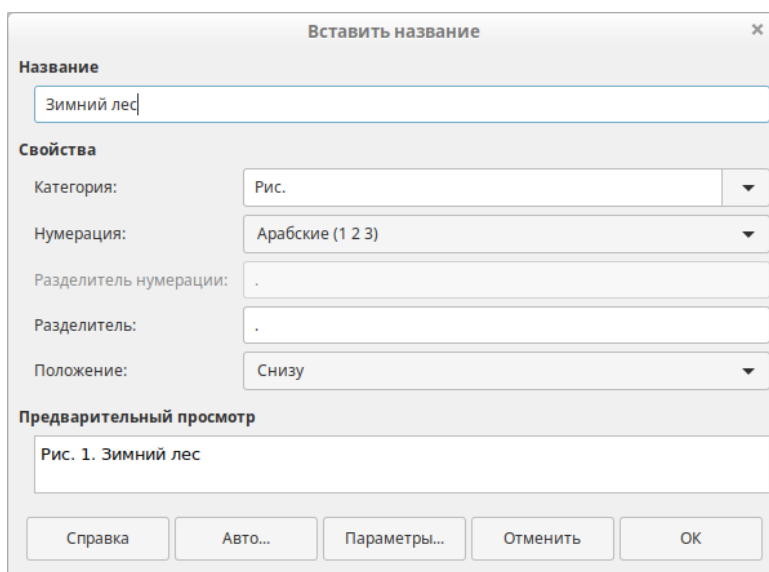 Вставить название
Название
Зимний лес
Свойства
Категория: Рис.
Нумерация: Арабские (1 2 3)
Разделитель нумерации: .
Разделитель: .
Положение: Снизу
Предварительный просмотр
Рис. 1. Зимний лес
Справка Авто... Параметры... Отменить ОК